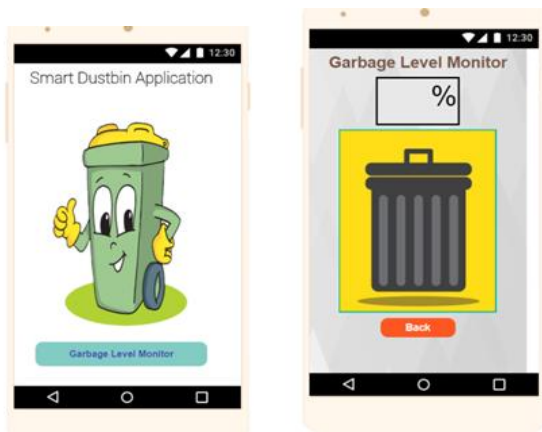 12:30
Smart Dustbin Application
Garbage Level Monitor
12:30
Garbage Level Monitor
%
Back